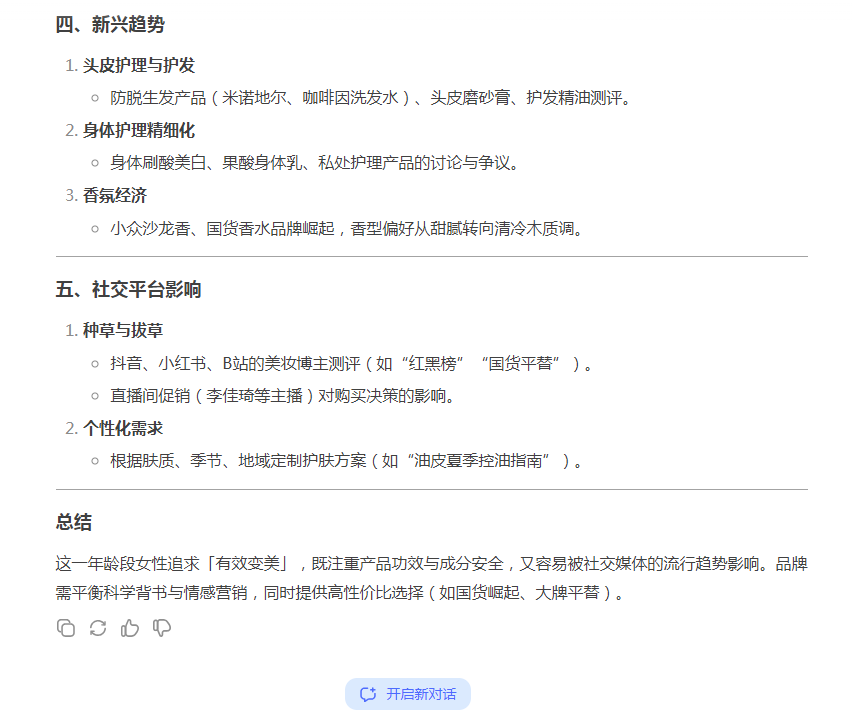 四、新兴趋势
1. 头皮护理与护发
防脱生发产品（米诺地尔、咖啡因洗发水）、头皮磨砂膏、护发精油测评。
2. 身体护理精细化
身体刷酸美白、果酸身体乳、私处护理产品的讨论与争议。
3. 香氛经济
小众沙龙香、国货香水品牌崛起，香型偏好从甜腻转向清冷木质调。
五、社交平台影响
1. 种草与拔草
抖音、小红书、B站的美妆博主测评（如“红黑榜”“国货平替”）。
直播间促销（李佳琦等主播）对购买决策的影响。
2. 个性化需求
根据肤质、季节、地域定制护肤方案（如“油皮夏季控油指南”）。
总结
这一年龄段女性追求「有效变美」，既注重产品功效与成分安全，又容易被社交媒体的流行趋势影响。品牌
需平衡科学背书与情感营销，同时提供高性价比选择（如国货崛起、大牌平替）。
开启新对话